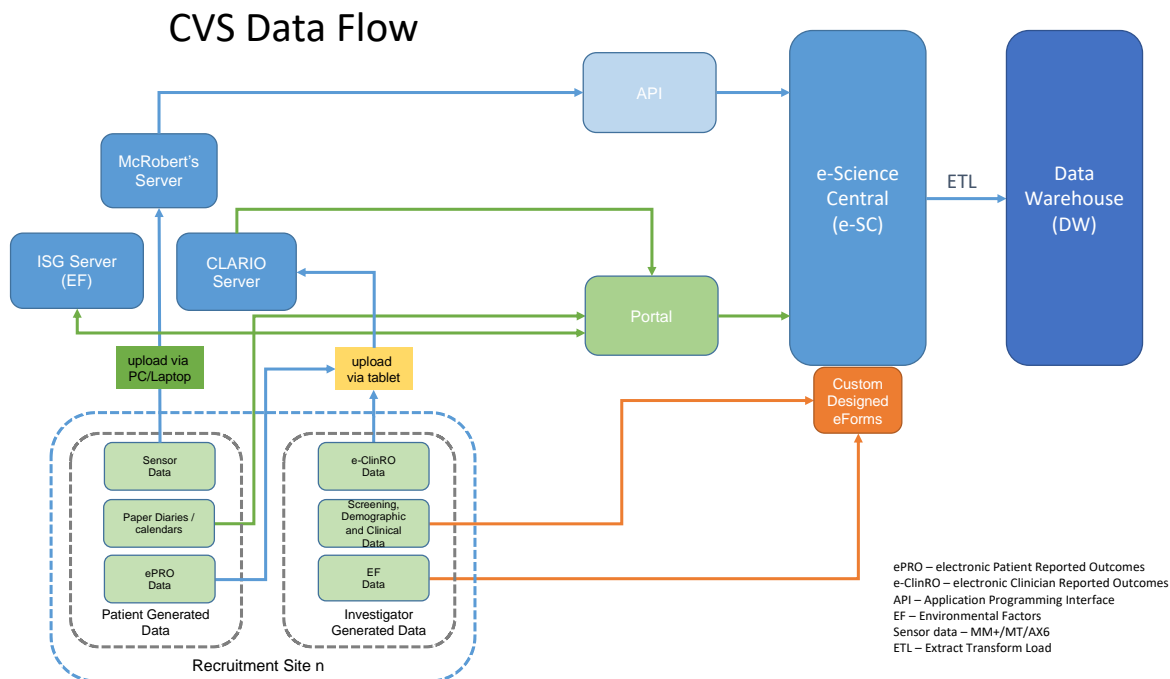 CVS Data Flow
API
McRobert's
Server
e-Science
Central
(e-SC)
ETL
Data
Warehouse
(DW)
ISG Server
(EF)
CLARIO
Server
Portal
upload via
PC/Laptop
upload
via tablet
Custom
Designed
eForms
Sensor
Data
e-ClinRO
Data
Paper Diaries /
calendars
Screening,
Demographic
and Clinical
Data
ePRO
Data
EF
Data
Patient Generated
Data
Investigator
Generated Data
Recruitment Site n
ePRO – electronic Patient Reported Outcomes
e-ClinRO – electronic Clinician Reported Outcomes
API – Application Programming Interface
EF – Environmental Factors
Sensor data – MM+/MT/AX6
ETL – Extract Transform Load